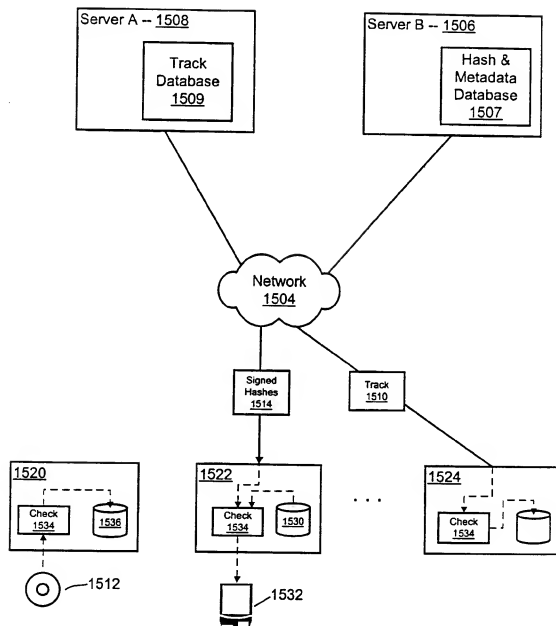 Server A -- 1508
Track
Database
1509
Server B -- 1506
Hash &
Metadata
Database
1507
Network
1504
Signed
Hashes
1514
Track
1510
1520
Check
1534
1536
1522
Check
1534
1530
. . .
1524
Check
1534
1512
1532